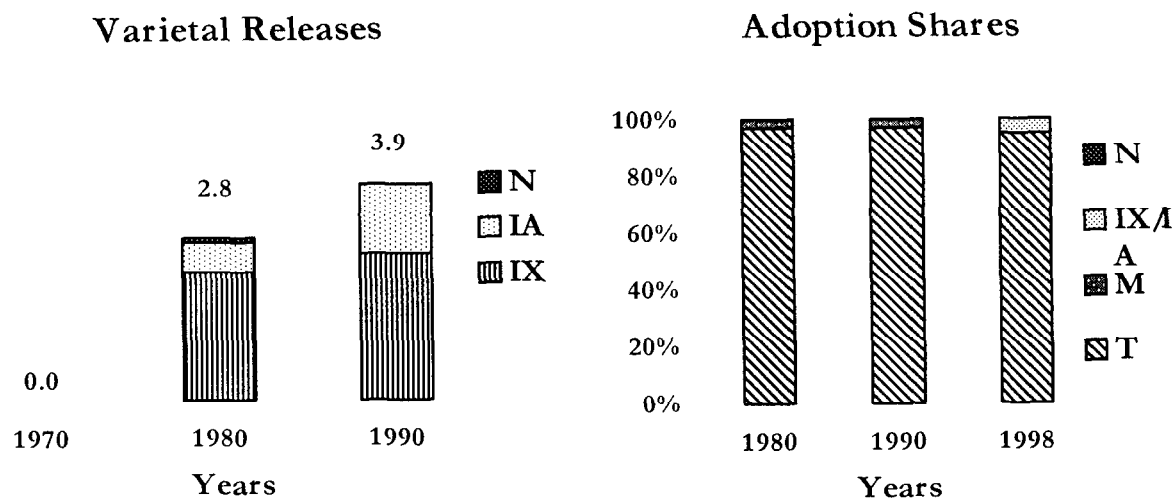 Varietal Releases
3.9
2.8
0.0
N
IA
IX
1970
1980
1990
Years
Adoption Shares
100%
80%
60%
40%
20%
0%
N
IX/I
A
M
T
1980
1990
1998
Years